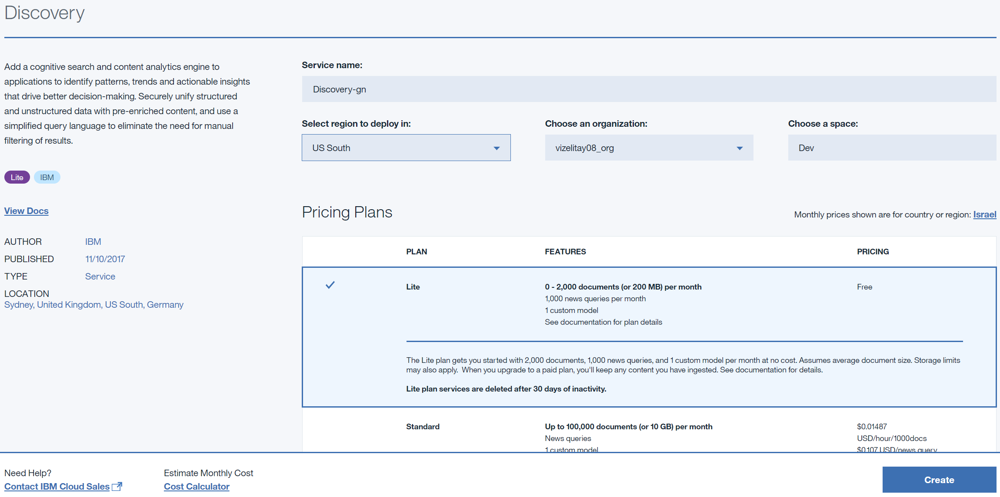 Discovery
Add a cognitive search and content analytics engine to
applications to identify patterns, trends and actionable insights
that drive better decision-making. Securely unify structured
and unstructured data with pre-enriched content, and use a
simplified query language to eliminate the need for manual
filtering of results.
Lite IBM
View Docs
AUTHOR IBM
PUBLISHED 11/10/2017
TYPE Service
LOCATION
Sydney, United Kingdom, US South, Germany
Service name:
Discovery-gn
Select region to deploy in: Choose an organization: Choose a space:
US South vizelitay08_org Dev
Pricing Plans Monthly prices shown are for country or region: Israel
PLAN FEATURES PRICING
Lite 0 - 2,000 documents (or 200 MB) per month Free
1,000 news queries per month
1 custom model
See documentation for plan details
The Lite plan gets you started with 2,000 documents, 1,000 news queries, and 1 custom model per month at no cost. Assumes average document size. Storage limits
may also apply.  When you upgrade to a paid plan, you'll keep any content you have ingested. See documentation for details.
Lite plan services are deleted after 30 days of inactivity.
Standard Up to 100,000 documents (or 10 GB) per month $0.01487
News queries USD/hour/1000docs
1 custom model $0.107 USD/news query
Need Help? Estimate Monthly Cost
Contact IBM Cloud Sales Cost Calculator
Create